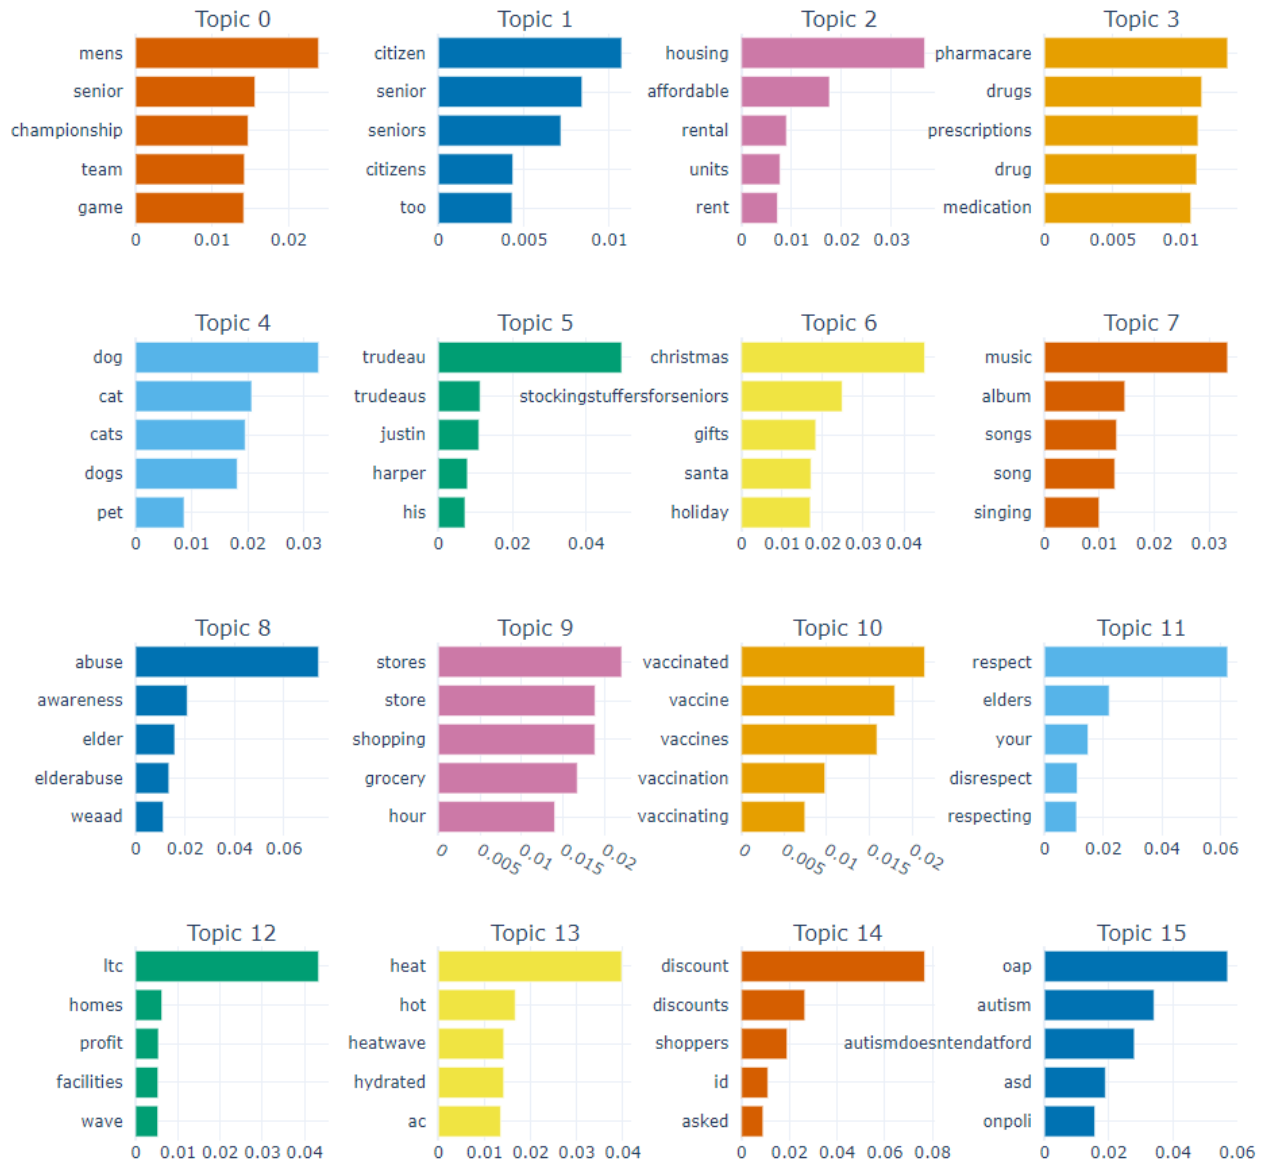 Topic 0
mens
senior
championship
team
game
0 0.01 0.02
Topic 1
citizen
senior
seniors
citizens
too
0 0.005 0.01
Topic 2
housing
affordable
rental
units
rent
0 0.01 0.02 0.03
Topic 3
pharmacare
drugs
prescriptions
drug
medication
0 0.005 0.01
Topic 4
dog
cat
cats
dogs
pet
0 0.01 0.02 0.03
Topic 5
trudeau
trudeaus
justin
harper
his
0 0.02 0.04
Topic 6
christmas
stockingstuffersforseniors
gifts
santa
holiday
0 0.01 0.02 0.03 0.04
Topic 7
music
album
songs
song
singing
0 0.01 0.02 0.03
Topic 8
abuse
awareness
elder
elderabuse
weaad
0 0.02 0.04 0.06
Topic 9
stores
store
shopping
grocery
hour
0 0.005 0.01 0.015 0.02
Topic 10
vaccinated
vaccine
vaccines
vaccination
vaccinating
0 0.005 0.01 0.015 0.02
Topic 11
respect
elders
your
disrespect
respecting
0 0.02 0.04 0.06
Topic 12
ltc
homes
profit
facilities
wave
0 0.01 0.02 0.03 0.04
Topic 13
heat
hot
heatwave
hydrated
ac
0 0.01 0.02 0.03 0.04
Topic 14
discount
discounts
shoppers
id
asked
0 0.02 0.04 0.06 0.08
Topic 15
oap
autism
autismdoesntendatford
asd
onpoli
0 0.02 0.04 0.06